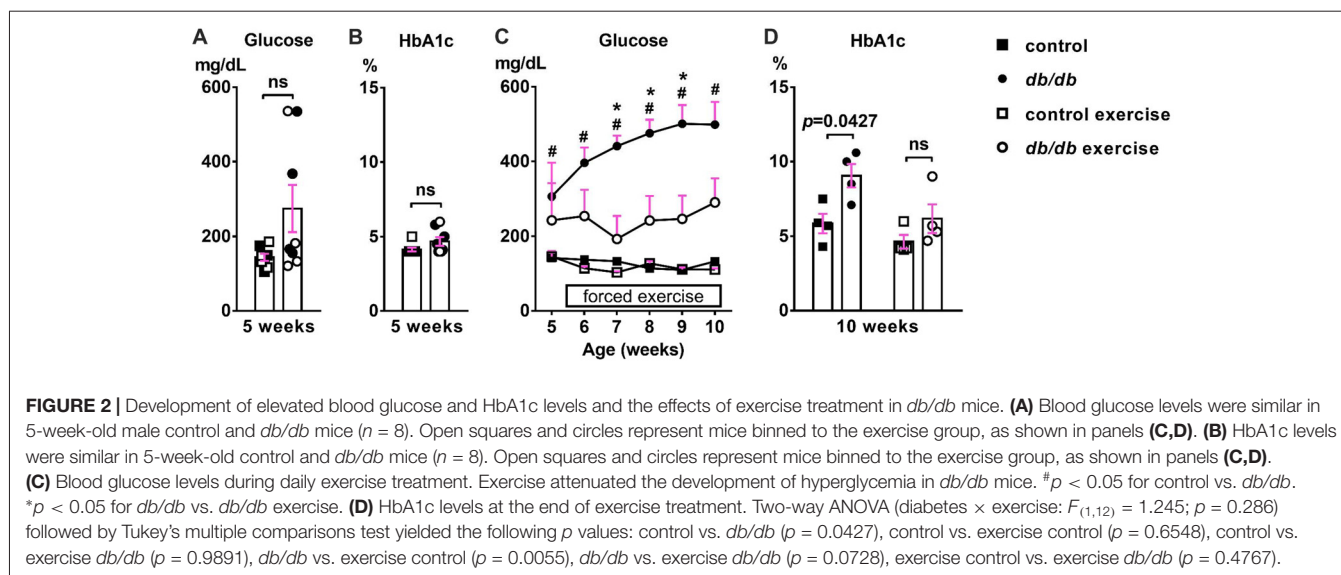 A Glucose
mg/dL
600
400
200
0
ns
5 weeks
B HbA1c
%
15
10
5
0
ns
5 weeks
C Glucose
mg/dL
600
400
200
0
# # * # * # * # #
forced exercise
5 6 7 8 9 10
Age (weeks)
D HbA1c
%
15
10
5
0
p=0.0427
ns
10 weeks
control
db/db
control exercise
db/db exercise
FIGURE 2 | Development of elevated blood glucose and HbA1c levels and the effects of exercise treatment in db/db mice. (A) Blood glucose levels were similar in
5-week-old male control and db/db mice (n = 8). Open squares and circles represent mice binned to the exercise group, as shown in panels (C,D). (B) HbA1c levels
were similar in 5-week-old control and db/db mice (n = 8). Open squares and circles represent mice binned to the exercise group, as shown in panels (C,D).
(C) Blood glucose levels during daily exercise treatment. Exercise attenuated the development of hyperglycemia in db/db mice. #p < 0.05 for control vs. db/db.
*p < 0.05 for db/db vs. db/db exercise. (D) HbA1c levels at the end of exercise treatment. Two-way ANOVA (diabetes × exercise: F(1,12) = 1.245; p = 0.286)
followed by Tukey's multiple comparisons test yielded the following p values: control vs. db/db (p = 0.0427), control vs. exercise control (p = 0.6548), control vs.
exercise db/db (p = 0.9891), db/db vs. exercise control (p = 0.0055), db/db vs. exercise db/db (p = 0.0728), exercise control vs. exercise db/db (p = 0.4767).